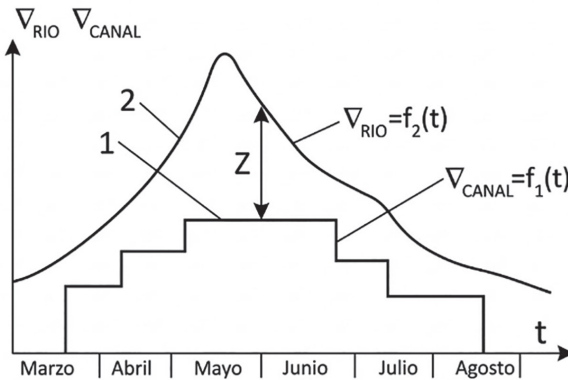 ∇RIO ∇CANAL
2
1
∇RIO=f2(t)
Z
∇CANAL=f1(t)
t
Marzo Abril Mayo Junio Julio Agosto